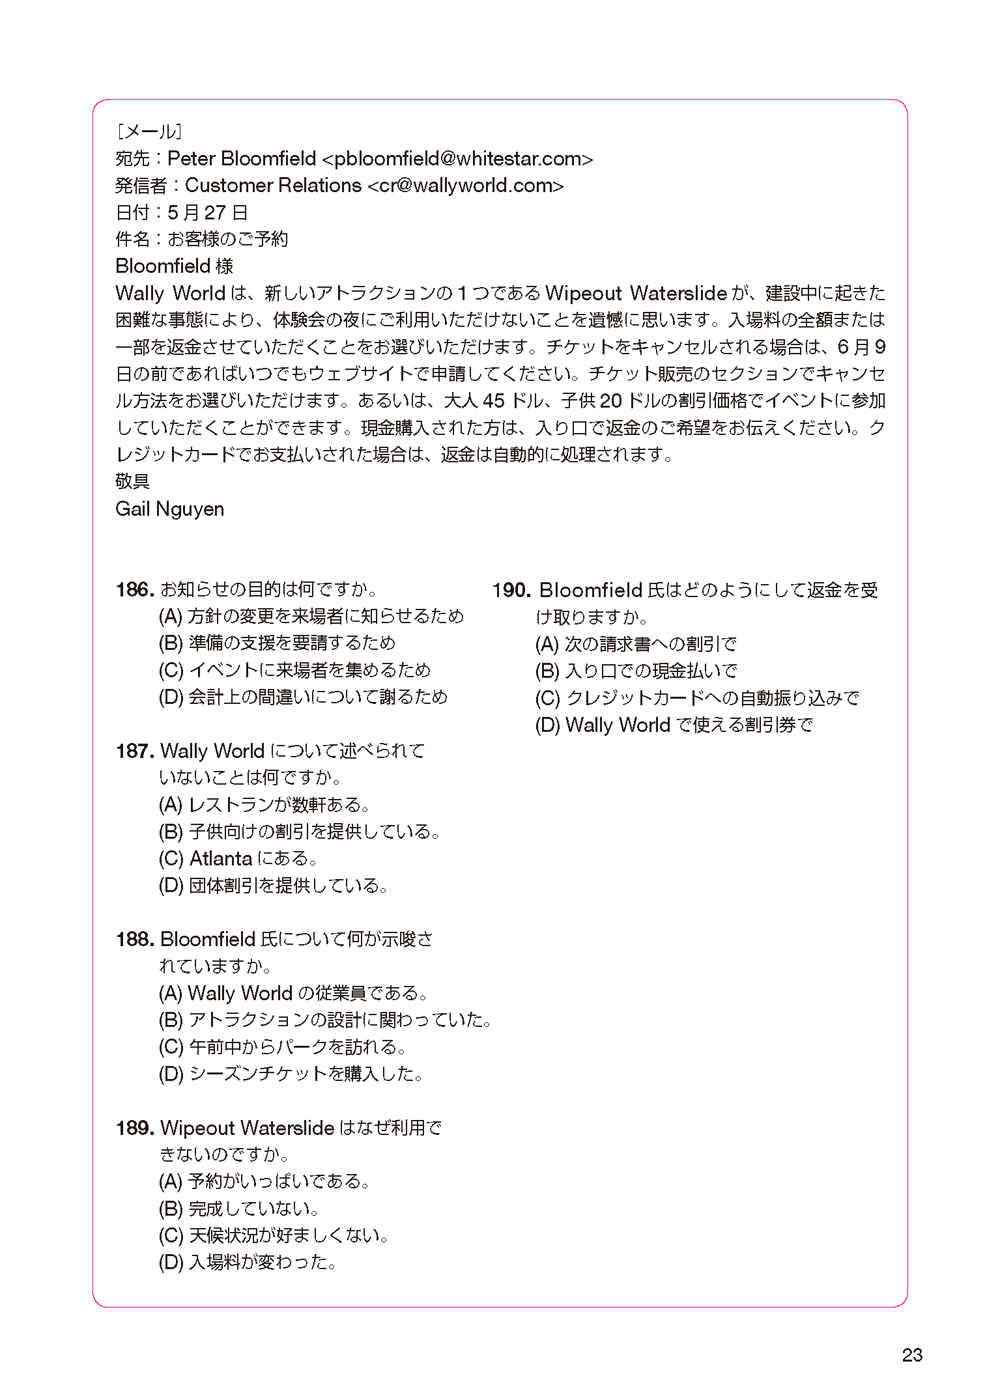 ［メール］
宛先：Peter Bloomfield <pbloomfield@whitestar.com>
発信者：Customer Relations <cr@wallyworld.com>
日付：5 月 27 日
件名：お客様のご予約
Bloomfield 様
Wally World は、新しいアトラクションの 1 つである Wipeout Waterslide が、建設中に起きた
困難な事態により、体験会の夜にご利用いただけないことを遺憾に思います。入場料の全額または
一部を返金させていただくことをお選びいただけます。チケットをキャンセルされる場合は、6 月 9
日の前であればいつでもウェブサイトで申請してください。チケット販売のセクションでキャンセ
ル方法をお選びいただけます。あるいは、大人 45 ドル、子供 20 ドルの割引価格でイベントに参加
していただくことができます。現金購入された方は、入り口で返金のご希望をお伝えください。ク
レジットカードでお支払いされた場合は、返金は自動的に処理されます。
敬具
Gail Nguyen
186. お知らせの目的は何ですか。
(A) 方針の変更を来場者に知らせるため
(B) 準備の支援を要請するため
(C) イベントに来場者を集めるため
(D) 会計上の間違いについて謝るため
187. Wally World について述べられて
いないことは何ですか。
(A) レストランが数軒ある。
(B) 子供向けの割引を提供している。
(C) Atlanta にある。
(D) 団体割引を提供している。
188. Bloomfield 氏について何が示唆さ
れていますか。
(A) Wally World の従業員である。
(B) アトラクションの設計に関わっていた。
(C) 午前中からパークを訪れる。
(D) シーズンチケットを購入した。
189. Wipeout Waterslide はなぜ利用で
きないのですか。
(A) 予約がいっぱいである。
(B) 完成していない。
(C) 天候状況が好ましくない。
(D) 入場料が変わった。
190. Bloomfield 氏はどのようにして返金を受
け取りますか。
(A) 次の請求書への割引で
(B) 入り口での現金払いで
(C) クレジットカードへの自動振り込みで
(D) Wally World で使える割引券で
23